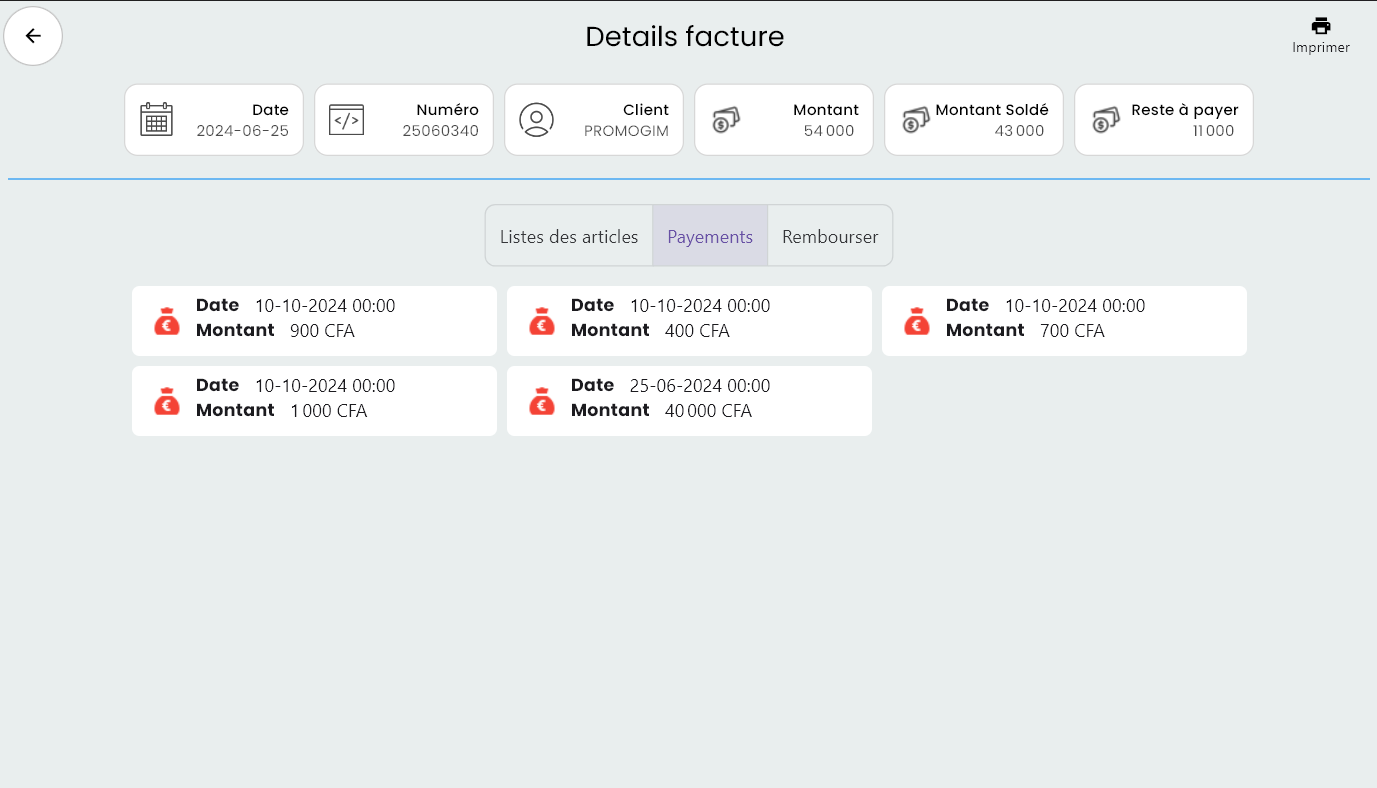 Details facture
Imprimer
Date
2024-06-25
Numéro
25060340
Client
PROMOGIM
Montant
54 000
Montant Soldé
43 000
Reste à payer
11 000
Listes des articles
Payements
Rembourser
Date 10-10-2024 00:00
Montant 900 CFA
Date 10-10-2024 00:00
Montant 400 CFA
Date 10-10-2024 00:00
Montant 700 CFA
Date 10-10-2024 00:00
Montant 1 000 CFA
Date 25-06-2024 00:00
Montant 40 000 CFA